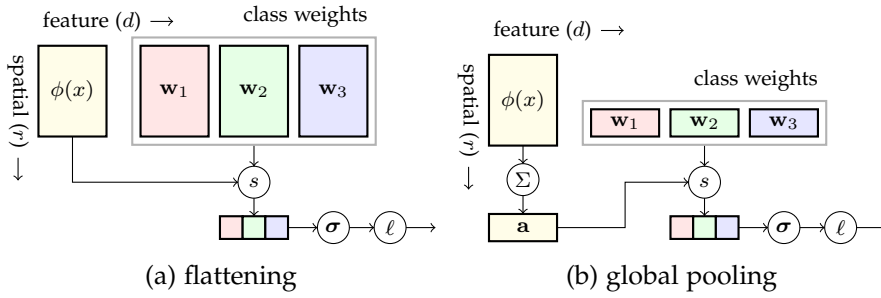 feature (d) →
spatial (r) →
ϕ(x)
w₁ w₂ w₃
class weights
s
σ ℓ
(a) flattening
feature (d) →
spatial (r) →
ϕ(x)
class weights
w₁ w₂ w₃
Σ
s
a
σ ℓ
(b) global pooling